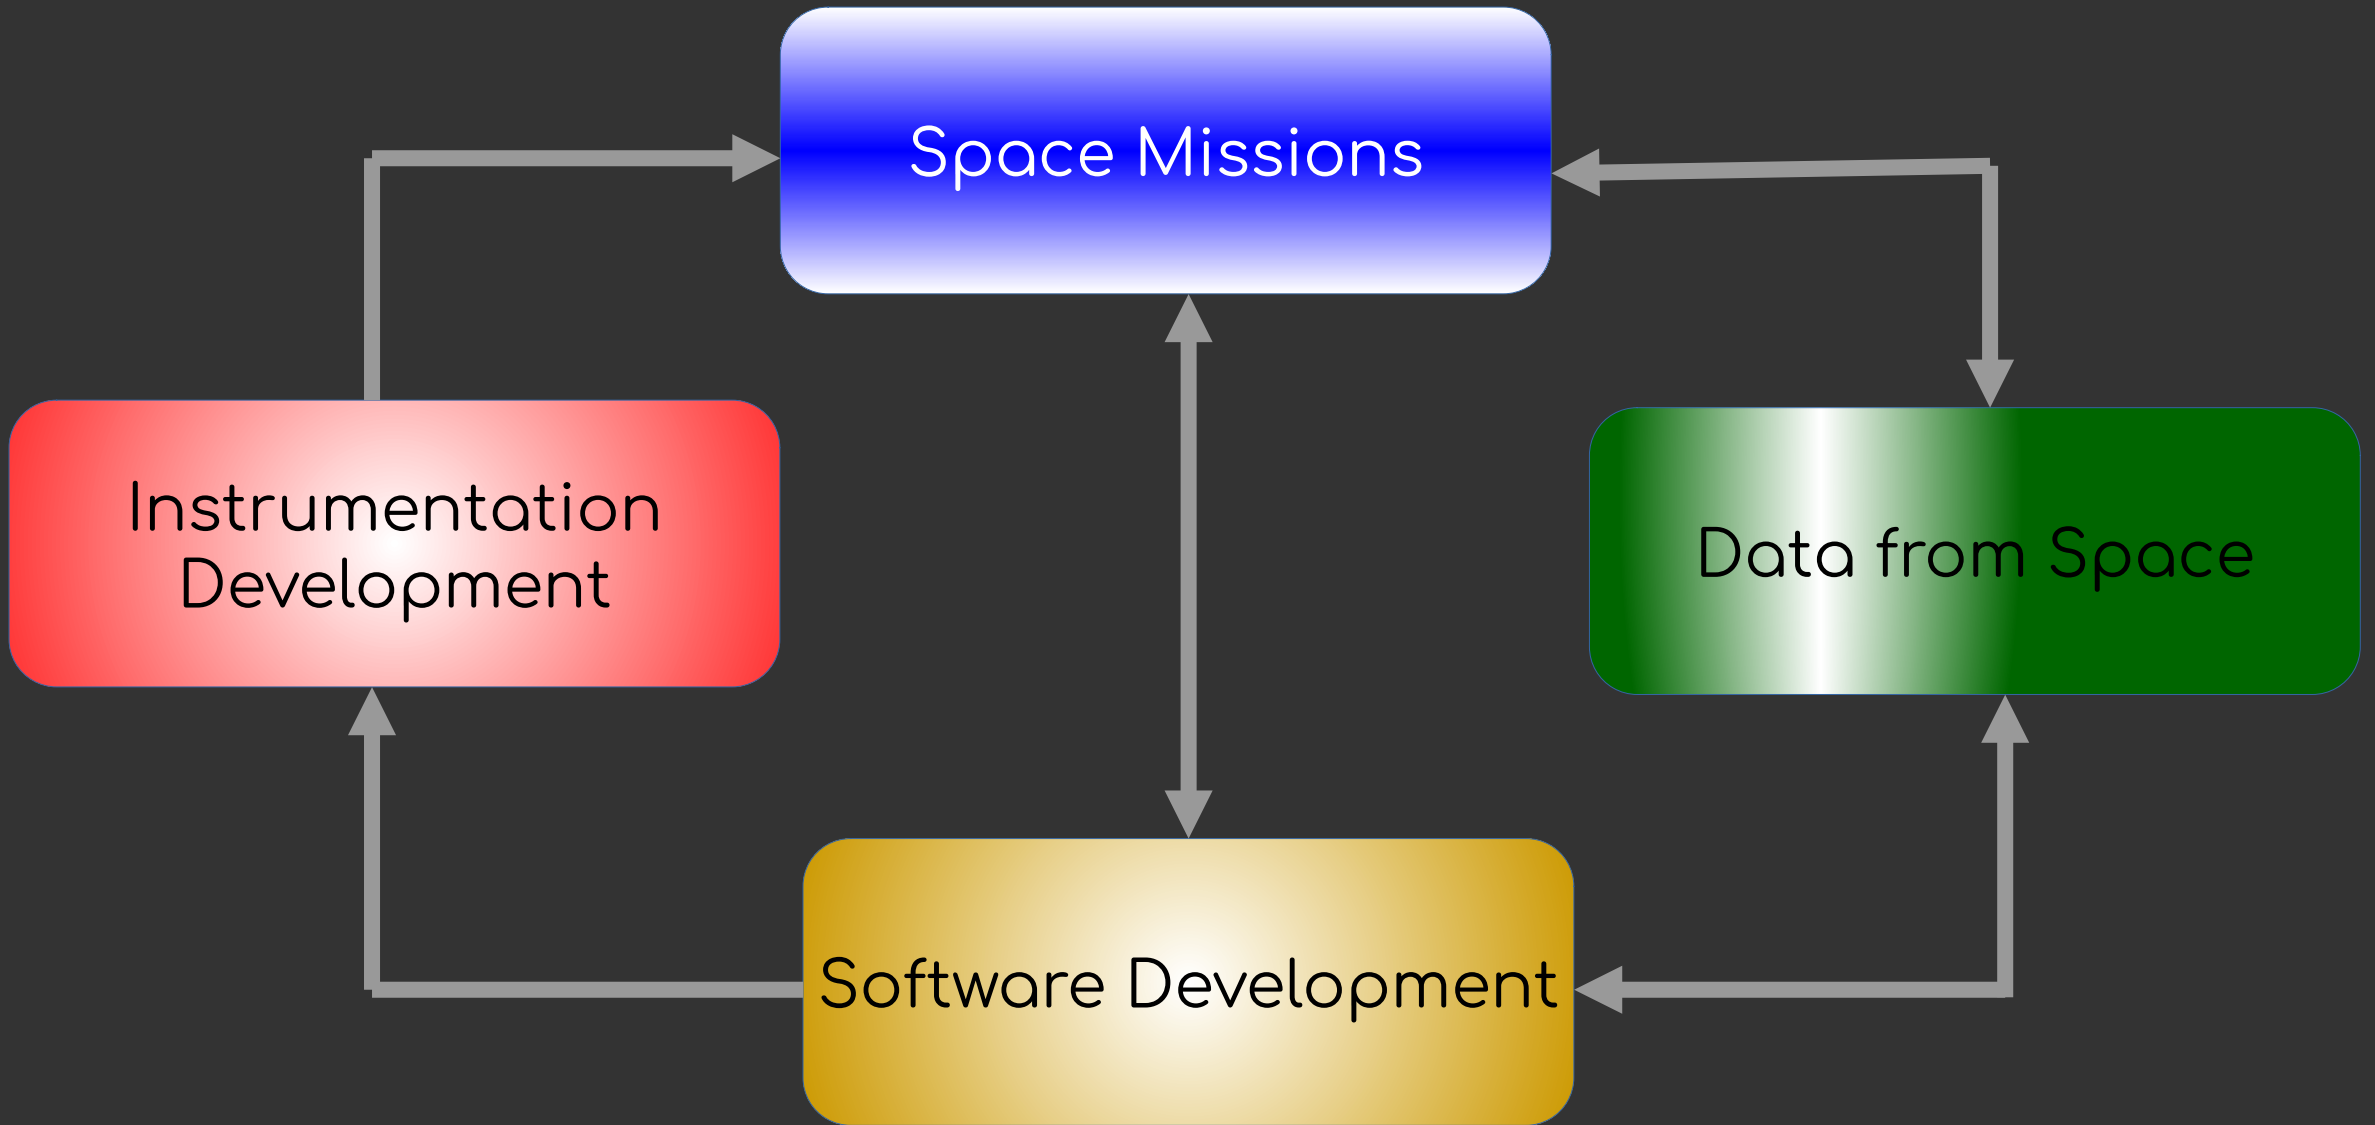 Space Missions
Instrumentation
Development
Data from Space
Software Development